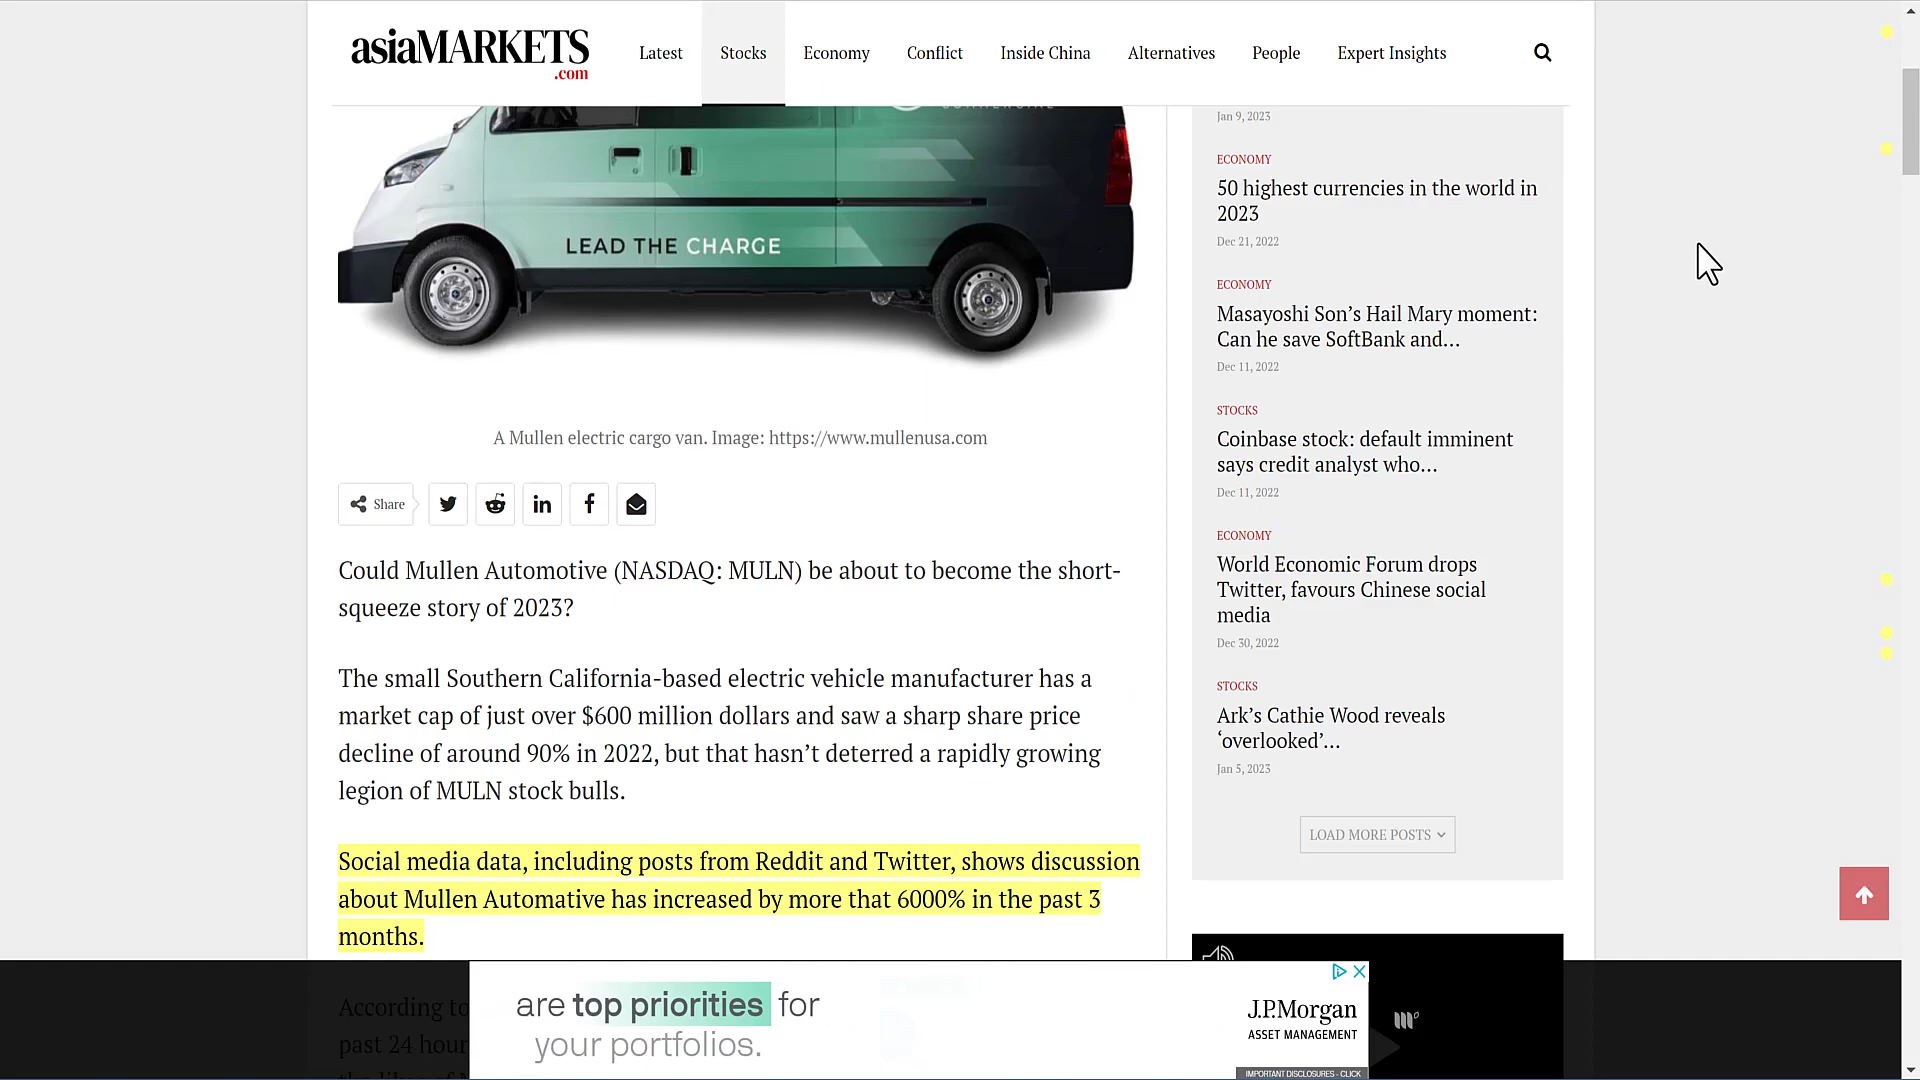 asiaMARKETS
.com
Latest
Stocks
Economy
Conflict
Inside China
Alternatives
People
Expert Insights
COMMERCIAL
LEAD THE CHARGE
A Mullen electric cargo van. Image: https://www.mullenusa.com
Share
Could Mullen Automotive (NASDAQ: MULN) be about to become the short-
squeeze story of 2023?
The small Southern California-based electric vehicle manufacturer has a
market cap of just over $600 million dollars and saw a sharp share price
decline of around 90% in 2022, but that hasn't deterred a rapidly growing
legion of MULN stock bulls.
Social media data, including posts from Reddit and Twitter, shows discussion
about Mullen Automative has increased by more that 6000% in the past 3
months.
According to
past 24 hour
Jan 9, 2023
ECONOMY
50 highest currencies in the world in
2023
Dec 21, 2022
ECONOMY
Masayoshi Son's Hail Mary moment:
Can he save SoftBank and...
Dec 11, 2022
STOCKS
Coinbase stock: default imminent
says credit analyst who...
Dec 11, 2022
ECONOMY
World Economic Forum drops
Twitter, favours Chinese social
media
Dec 30, 2022
STOCKS
Ark's Cathie Wood reveals
'overlooked'...
Jan 5, 2023
LOAD MORE POSTS
are top priorities for
your portfolios.
J.P.Morgan
ASSET MANAGEMENT
IMPORTANT DISCLOSURES - CLICK